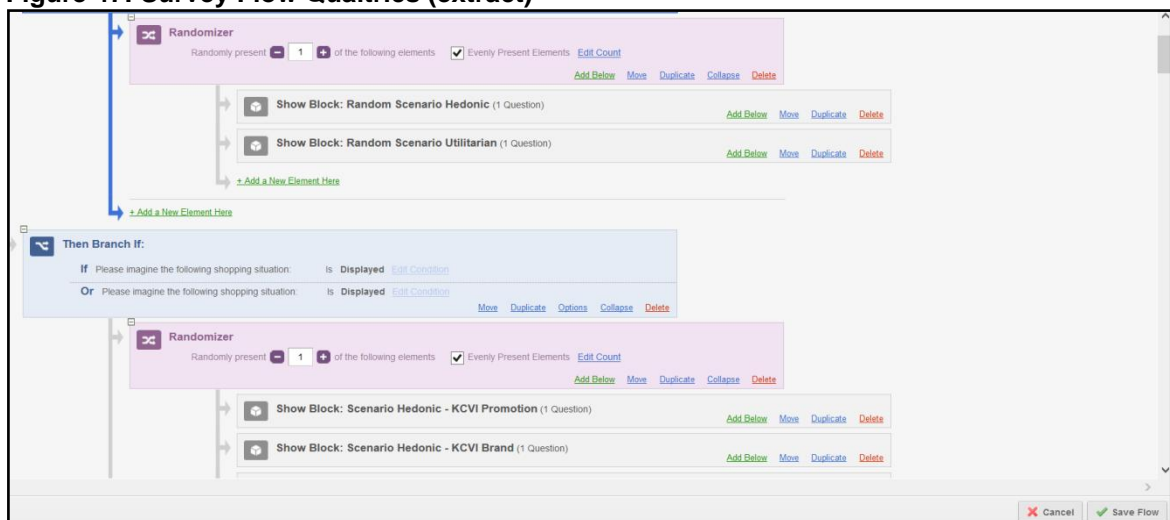 Figure 4.4 Survey Flow Qualtrics (extract)
Randomizer
Randomly present 1 of the following elements Evenly Present Elements Edit Count
Add Below Move Duplicate Collapse Delete
Show Block: Random Scenario Hedonic (1 Question)
Add Below Move Duplicate Delete
Show Block: Random Scenario Utilitarian (1 Question)
Add Below Move Duplicate Delete
+ Add a New Element Here
+ Add a New Element Here
Then Branch If:
If Please imagine the following shopping situation: Is Displayed Edit Condition
Or Please imagine the following shopping situation: Is Displayed Edit Condition
Move Duplicate Options Collapse Delete
Randomizer
Randomly present 1 of the following elements Evenly Present Elements Edit Count
Add Below Move Duplicate Collapse Delete
Show Block: Scenario Hedonic - KCVI Promotion (1 Question)
Add Below Move Duplicate Delete
Show Block: Scenario Hedonic - KCVI Brand (1 Question)
Add Below Move Duplicate Delete
Cancel Save Flow